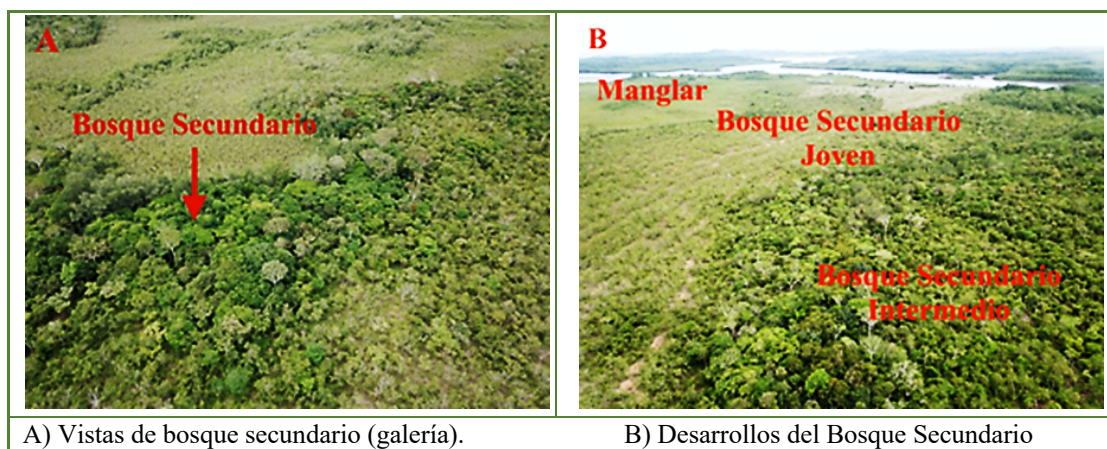 A
Bosque Secundario
B
Manglar
Bosque Secundario
Joven
Bosque Secundario
Intermedio
A) Vistas de bosque secundario (galería).
B) Desarrollos del Bosque Secundario